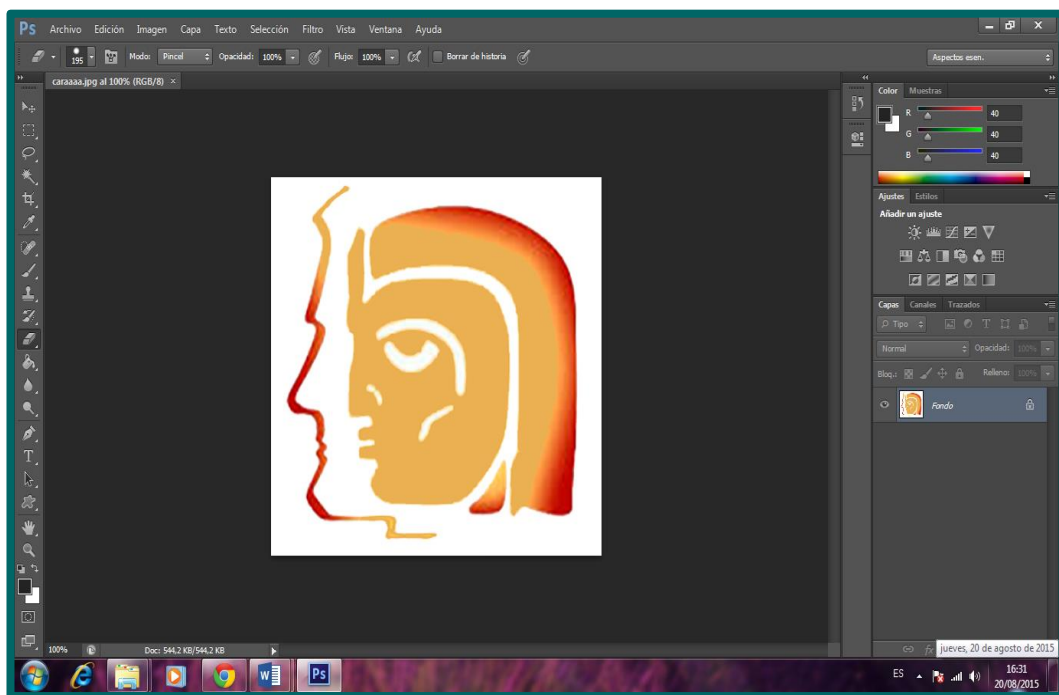 Ps Archivo Edición Imagen Capa Texto Selección Filtro Vista Ventana Ayuda
195 Modo: Pincel Opacidad: 100% Flujo: 100% Borrar de historia Aspectos esen.
caraaaa.jpg al 100% (RGB/8) ×
Color Muestras
R 40
G 40
B 40
Ajustes Estilos
Añadir un ajuste
Capas Canales Trazados
Tipo
Normal Opacidad: 100%
Bloq.: Relleno: 100%
Fondo
100% Doc: 544,2 KB/544,2 KB
fx jueves, 20 de agosto de 2015
Ps ES 16:31
20/08/2015